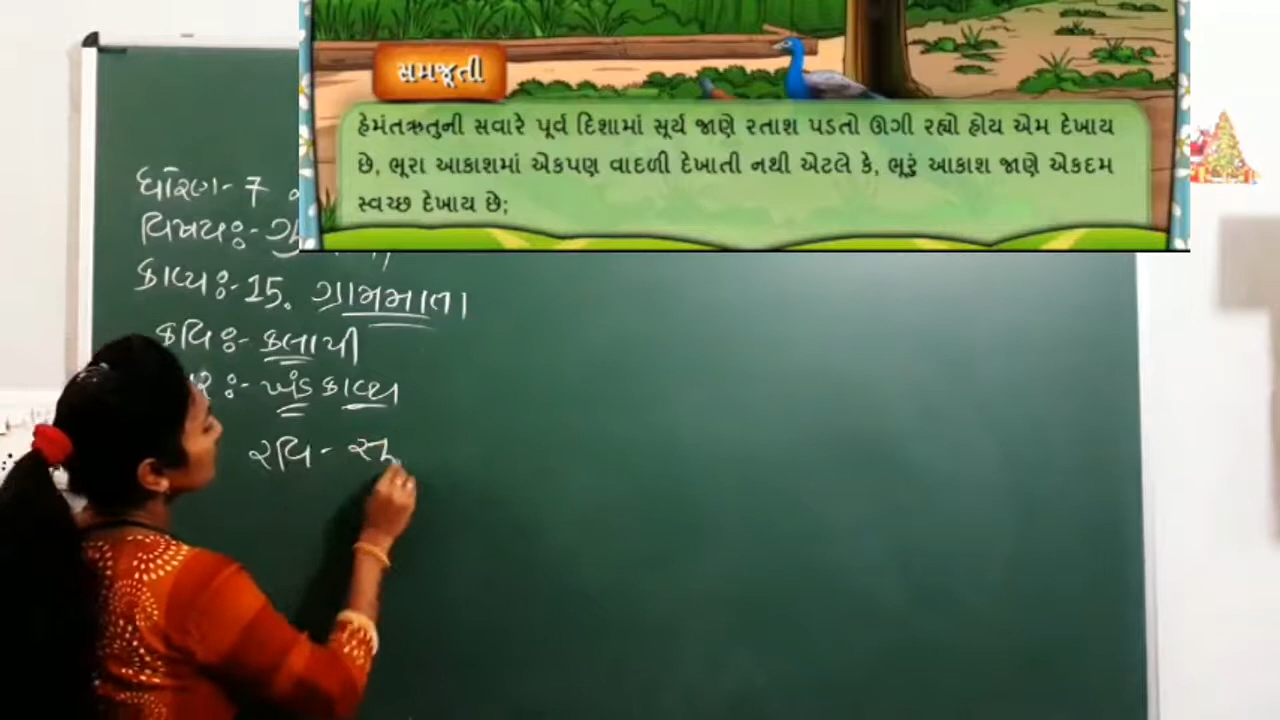 સમજૂતી
હેમંતઋતુની સવારે પૂર્વ દિશામાં સૂર્ય જાણે રતાશ પડતો ઊગી રહ્યો હોય એમ દેખાય
છે, ભૂરા આકાશમાં એકપણ વાદળી દેખાતી નથી એટલે કે, ભૂરું આકાશ જાણે એકદમ
સ્વચ્છ દેખાય છે;
ધોરણ- 7
વિષય:-
કાવ્ય:- 15. ગ્રામમાતા
કવિ:- કલાપી
:- ખંડકાવ્ય
રવિ - સૂ